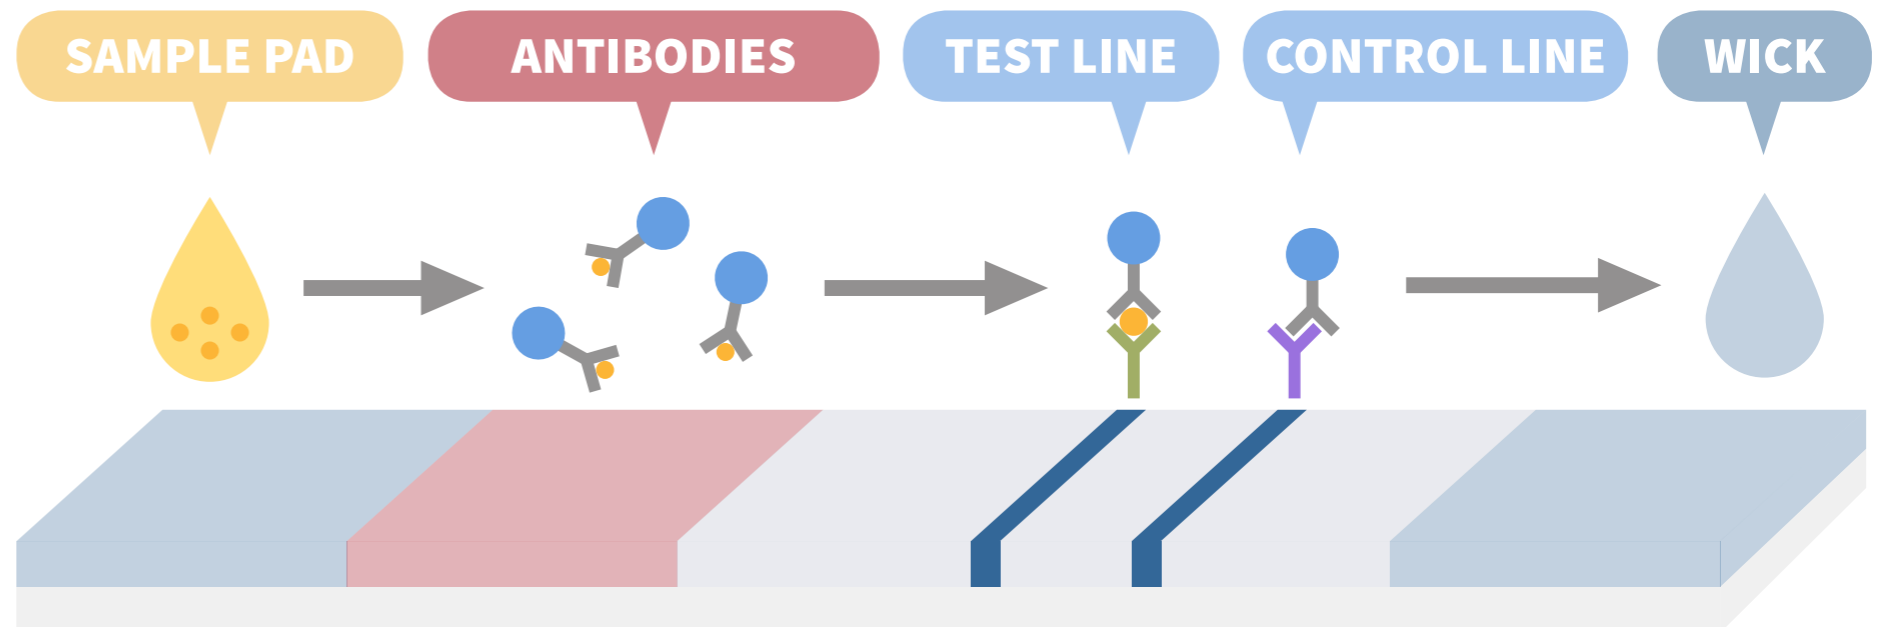 SAMPLE PAD
ANTIBODIES
TEST LINE
CONTROL LINE
WICK